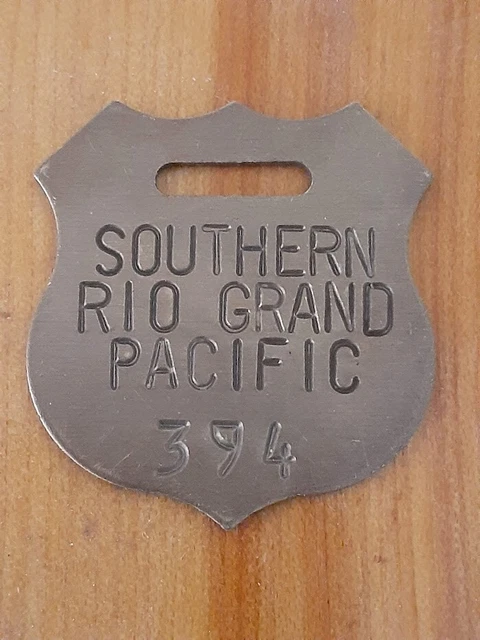 SOUTHERN
RIO GRAND
PACIFIC
394